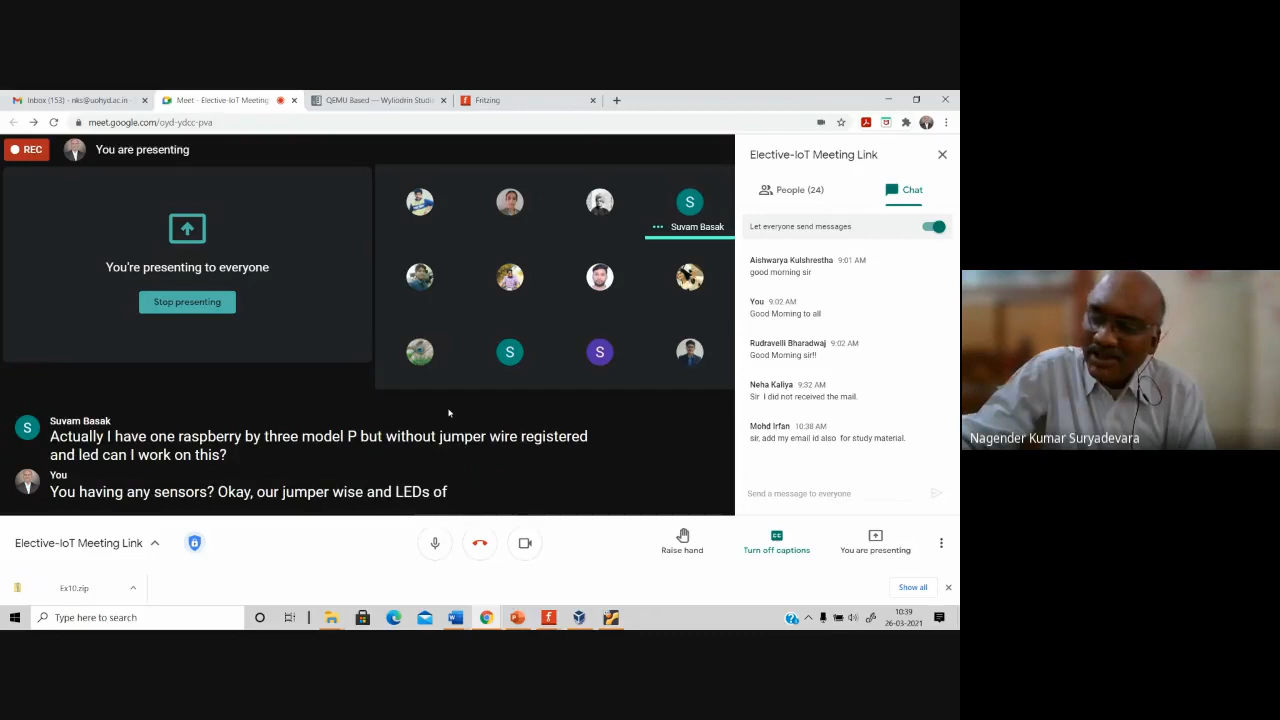 Inbox (153) - nks@uohyd.ac.in -
Meet - Elective-IoT Meeting
QEMU Based — Wyliodrin Studi
Fritzing
meet.google.com/oyd-ydcc-pva
REC
You are presenting
You're presenting to everyone
Stop presenting
S
Suvam Basak
S
S
Elective-IoT Meeting Link
People (24)
Chat
Let everyone send messages
Aishwarya Kulshrestha 9:01 AM
good morning sir
You 9:02 AM
Good Morning to all
Rudravelli Bharadwaj 9:02 AM
Good Morning sir!!
Neha Kaliya 9:32 AM
Sir I did not received the mail.
Mohd Irfan 10:38 AM
sir, add my email id also for study material.
Send a message to everyone
S
Suvam Basak
Actually I have one raspberry by three model P but without jumper wire registered
and led can I work on this?
You
You having any sensors? Okay, our jumper wise and LEDs of
Nagender Kumar Suryadevara
Elective-IoT Meeting Link
Raise hand
Turn off captions
You are presenting
Ex10.zip
Show all
Type here to search
10:39
26-03-2021